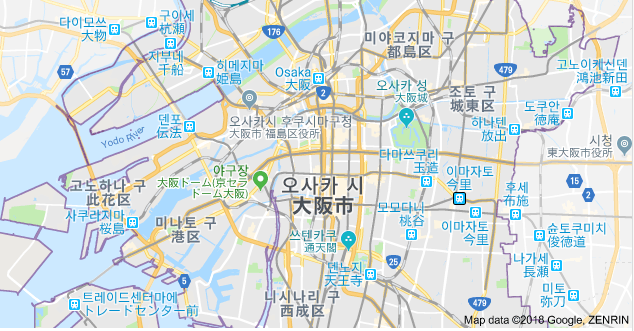 다이모쓰
大物
구이세
杭瀬
지부네
千船
히메지마
姫島
176
미야코지마 구
都島区
57
Osaka
大阪
2
오사카 성
大阪城
조토 구
城東区
479
고노이케신덴
鴻池新田
덴포
伝法
오사카시 후쿠시마구청
大阪市 福島区役所
하나텐
放出
도쿠안
徳庵
Yodo River
시청
東大阪市役所
야구장
大阪ドーム(京セラ
ドーム大阪)
다마쓰쿠리
玉造
이마자토
今里
고노하나 구
此花区
오사카 시
大阪市
후세
布施
15
2
사쿠라지마
桜島
미나토 구
港区
모모다니
桃谷
이마자토
今里
쓰텐카쿠
通天閣
슌토쿠미치
俊徳道
479
나가세
長瀬
덴노지
天王寺
25
트레이드센터마에
トレードセンター前
니시나리 구
西成区
미토
弥刀
Map data ©2018 Google, ZENRIN